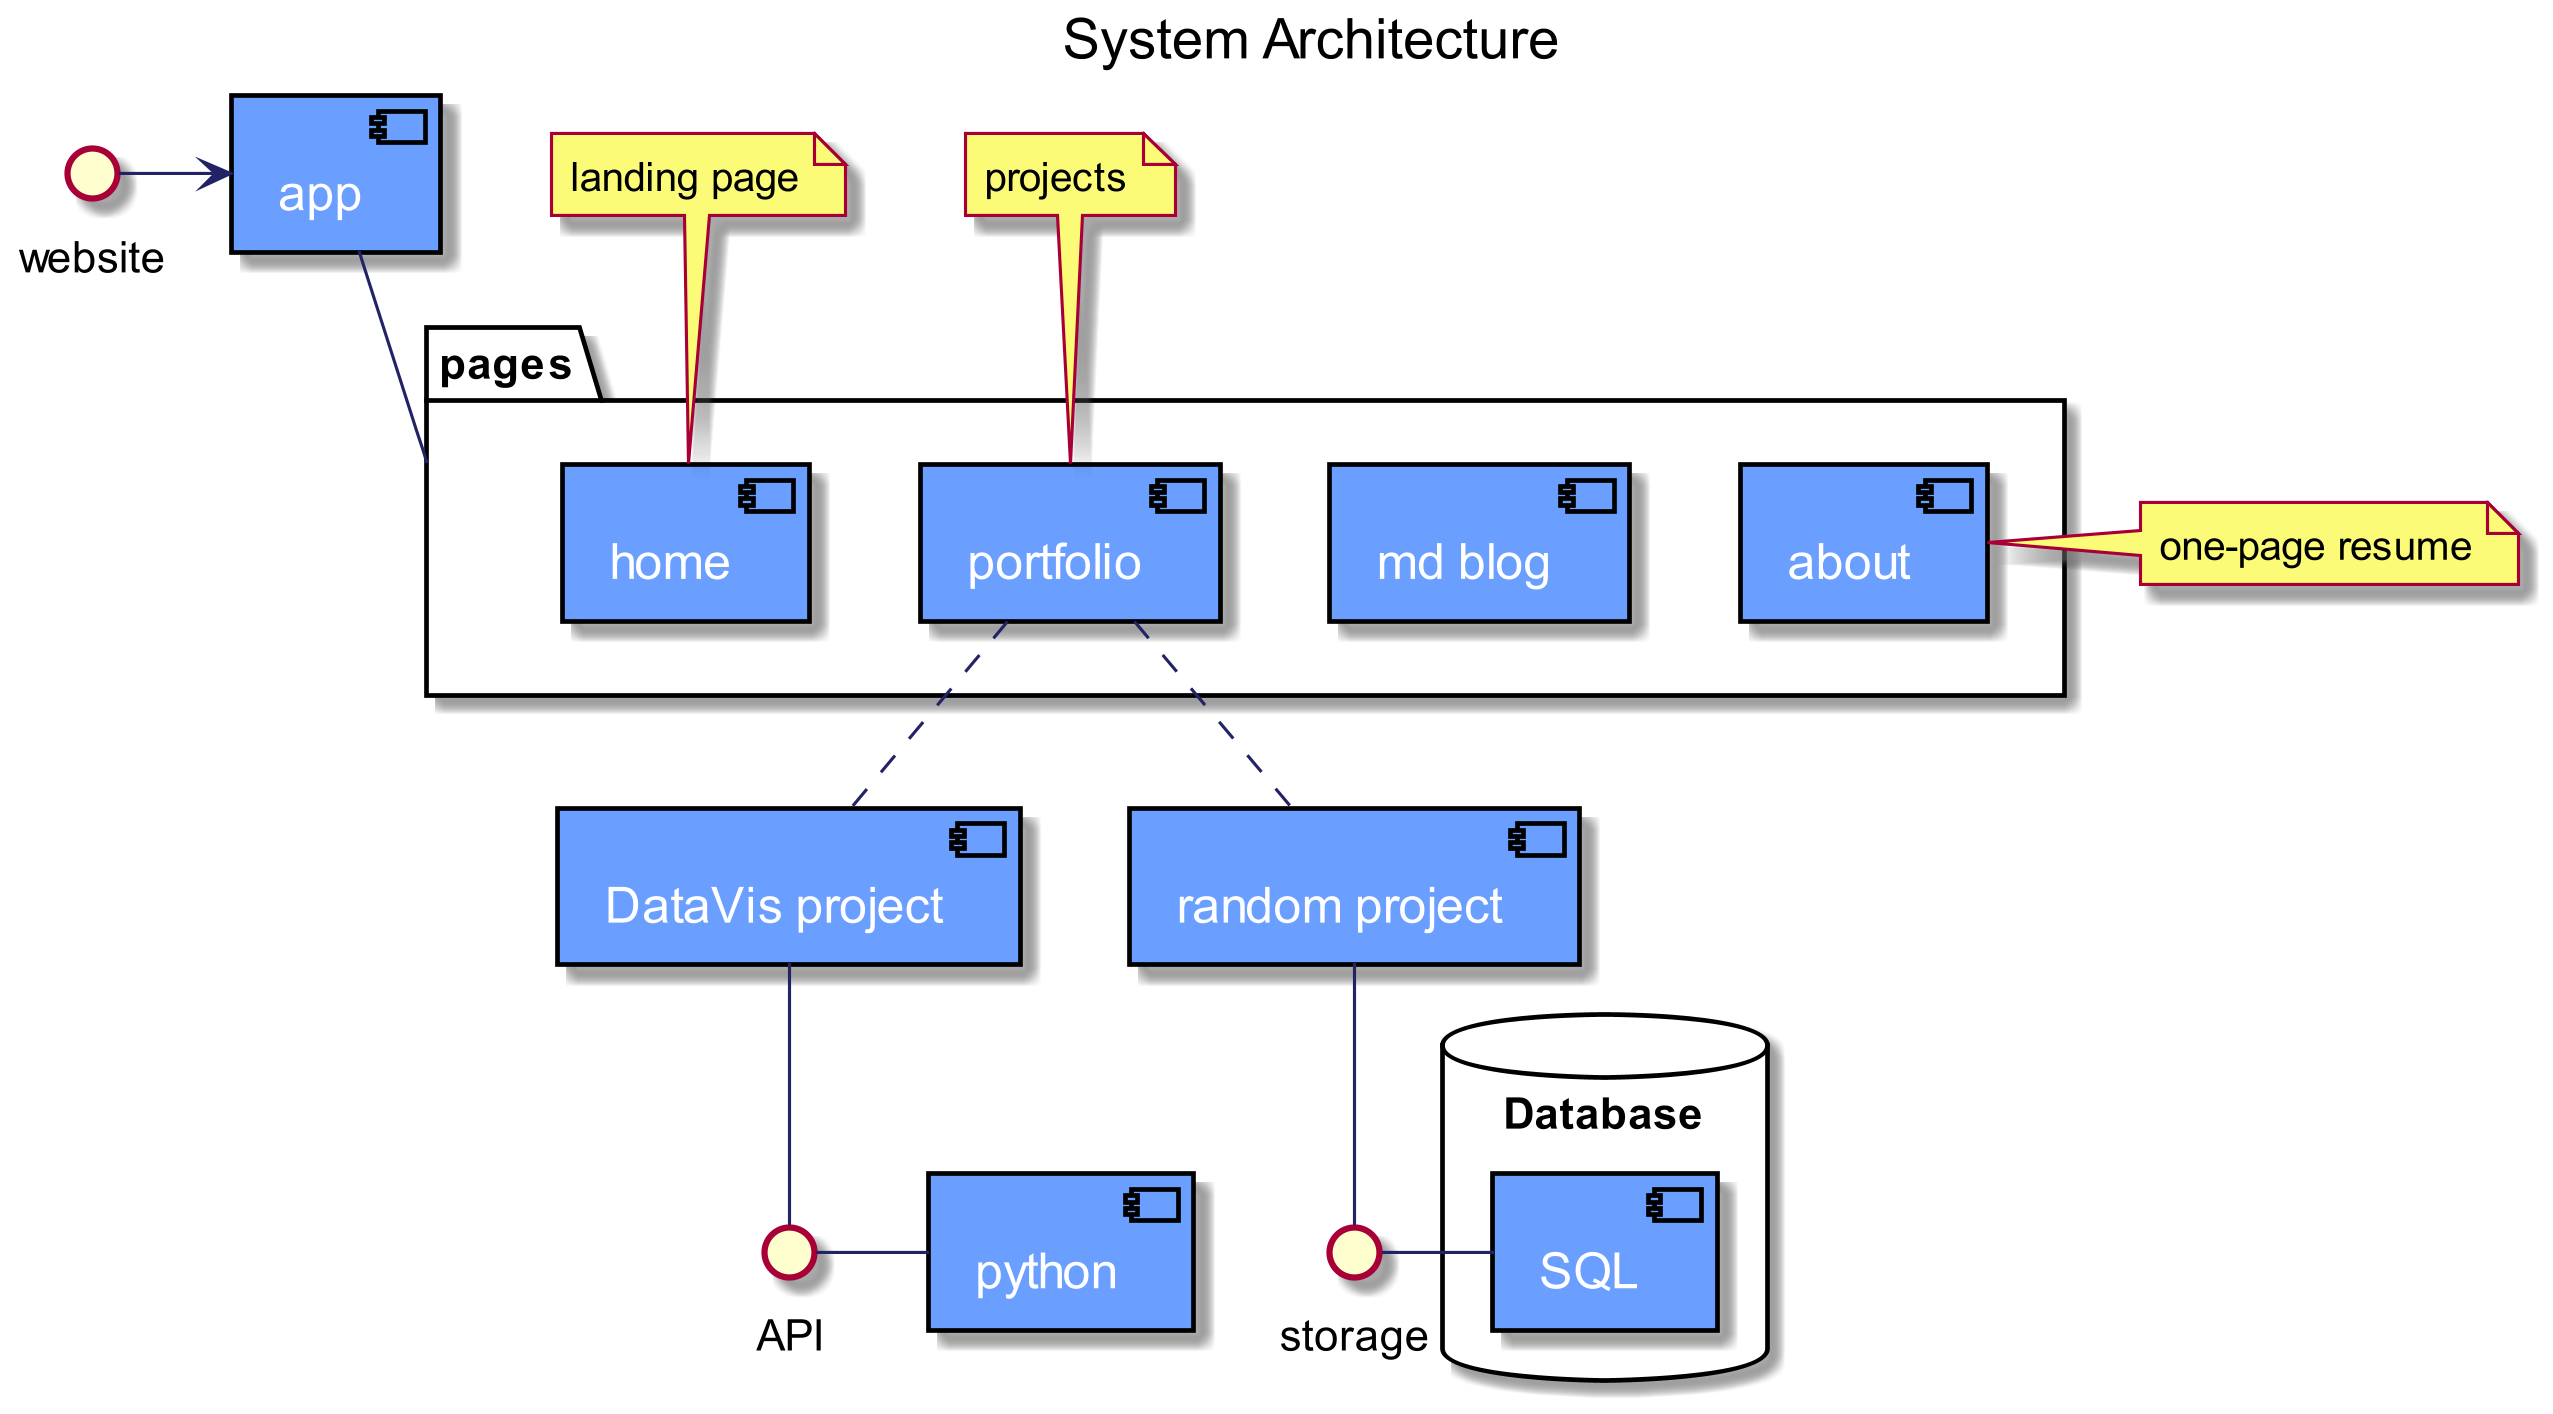 System Architecture
website
app
landing page
projects
pages
home
portfolio
md blog
about
one-page resume
DataVis project
random project
Database
API
python
storage
SQL